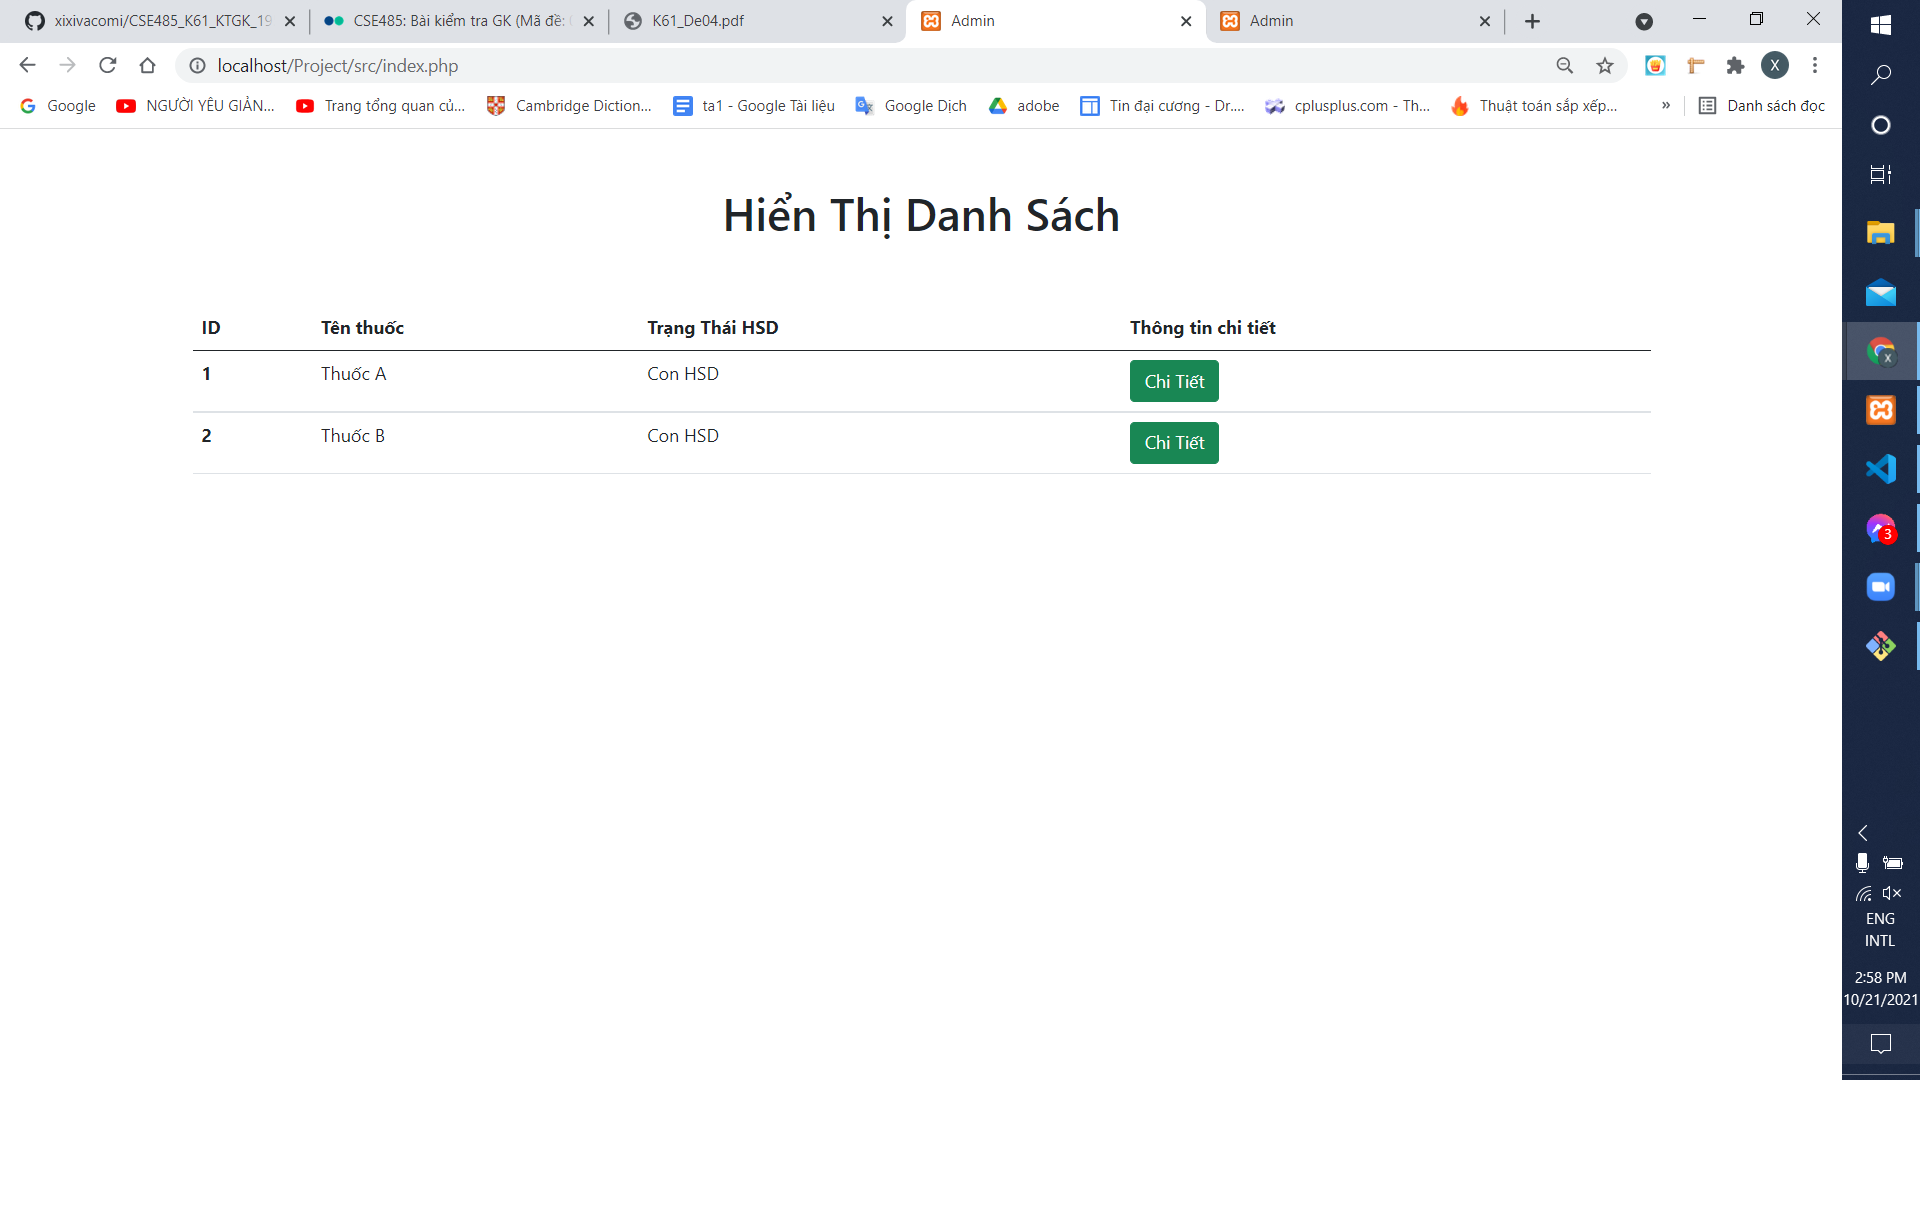 xixivacomi/CSE485_K61_KTGK_19
CSE485: Bài kiểm tra GK (Mã đề:
K61_De04.pdf
Admin
Admin
localhost/Project/src/index.php
X
Google
NGƯỜI YÊU GIẢN...
Trang tổng quan củ...
Cambridge Diction...
ta1 - Google Tài liệu
Google Dịch
adobe
Tin đại cương - Dr....
cplusplus.com - Th...
Thuật toán sắp xếp...
»
Danh sách đọc
Hiển Thị Danh Sách
ID Tên thuốc Trạng Thái HSD Thông tin chi tiết
1 Thuốc A Con HSD Chi Tiết
2 Thuốc B Con HSD Chi Tiết
X
3
ENG
INTL
2:58 PM
10/21/2021